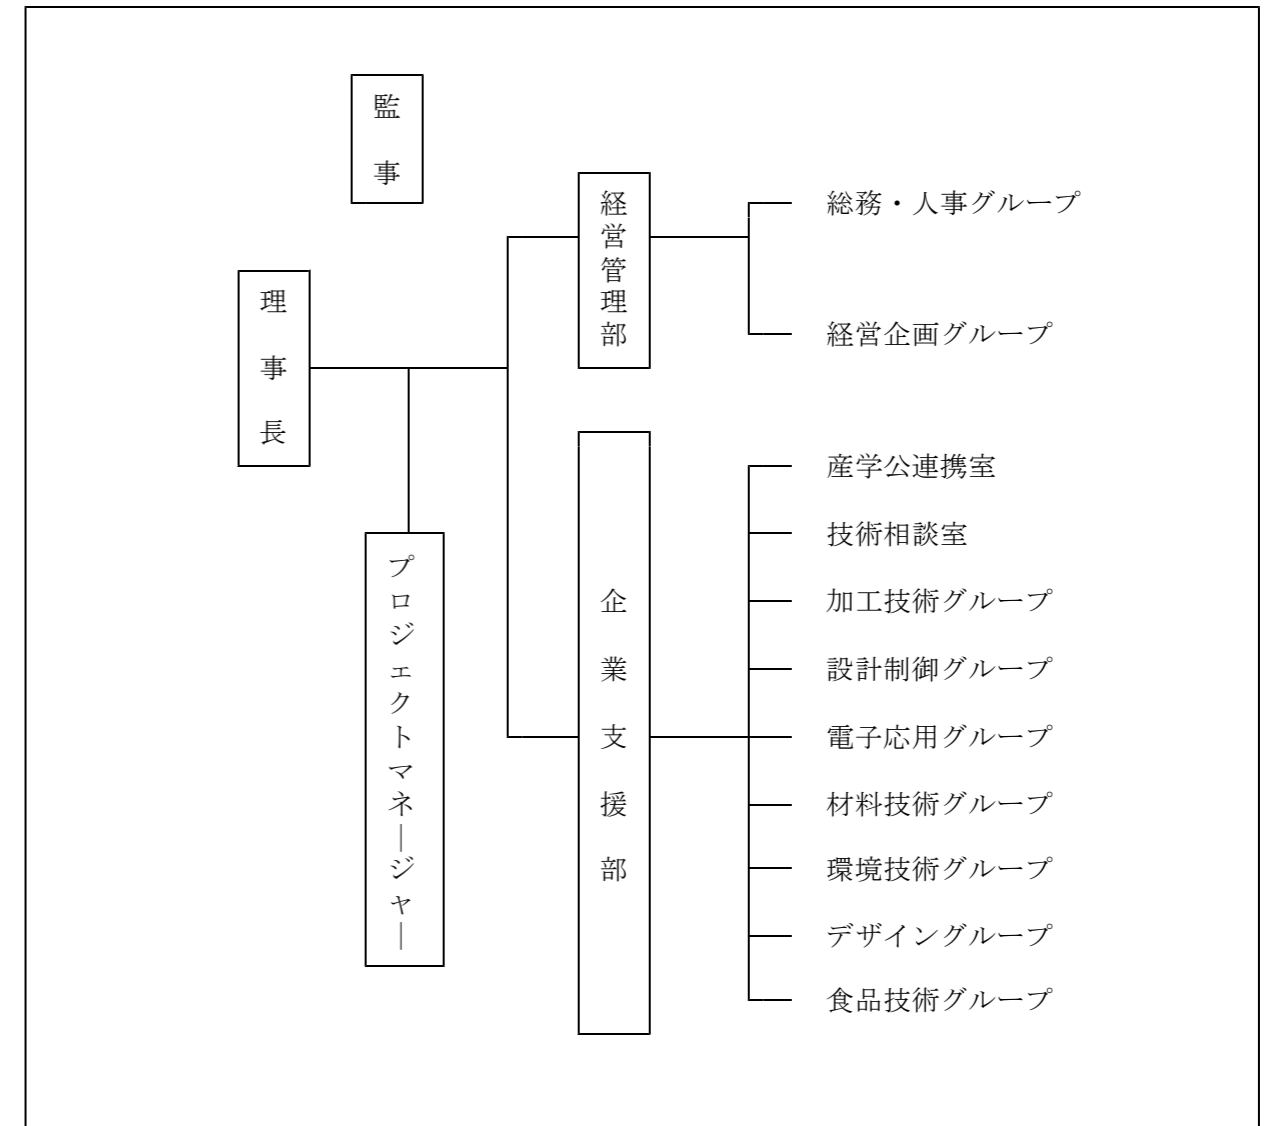 監事
理事長
経営管理部
総務・人事グループ
経営企画グループ
プロジェクトマネージャー
企業支援部
産学公連携室
技術相談室
加工技術グループ
設計制御グループ
電子応用グループ
材料技術グループ
環境技術グループ
デザイングループ
食品技術グループ